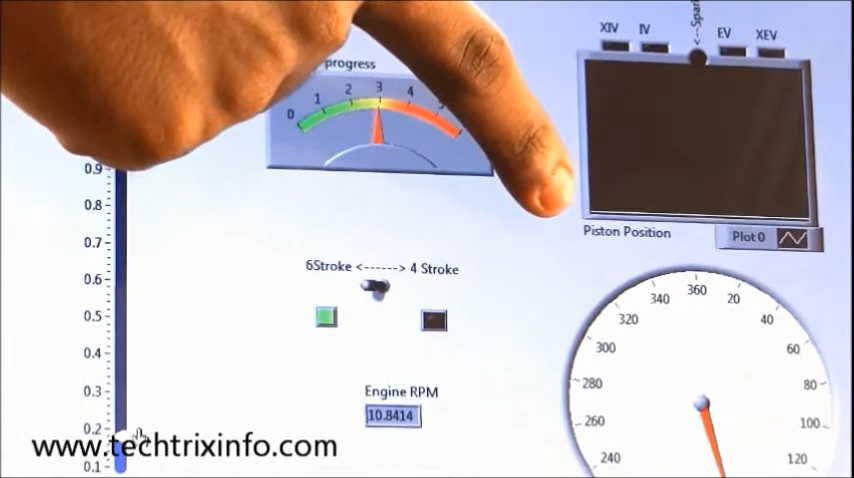 XIV IV <--Spar EV XEV
progress
0 1 2 3 4 5
Piston Position
Plot 0
0.9
0.8
0.7
0.6
0.5
0.4
0.3
0.2
0.1
6Stroke <------> 4 Stroke
Engine RPM
10.8414
360 20 40 60 80 100 120
240 260 280 300 320 340
www.techtrixinfo.com